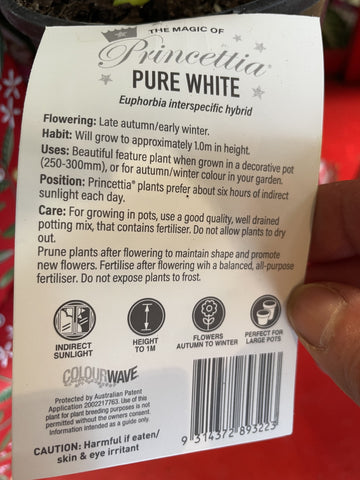 THE MAGIC OF
Princettia®
PURE WHITE
Euphorbia interspecific hybrid
Flowering: Late autumn/early winter.
Habit: Will grow to approximately 1.0m in height.
Uses: Beautiful feature plant when grown in a decorative pot
(250-300mm), or for autumn/winter colour in your garden.
Position: Princettia® plants prefer about six hours of indirect
sunlight each day.
Care: For growing in pots, use a good quality, well drained
potting mix, that contains fertiliser. Do not allow plants to dry
out.
Prune plants after flowering to maintain shape and promote
new flowers. Fertilise after flowering wih a balanced, all-purpose
fertiliser. Do not expose plants to frost.
INDIRECT
SUNLIGHT
HEIGHT
TO 1M
FLOWERS
AUTUMN TO WINTER
PERFECT FOR
LARGE POTS
COLOURWAVE
Protected by Australian Patent
Application 2002217763. Use of this
plant for plant breeding purposes is not
permitted without the owners consent.
Information intended as a guide only.
CAUTION: Harmful if eaten/
skin & eye irritant
9 314372 893223 >